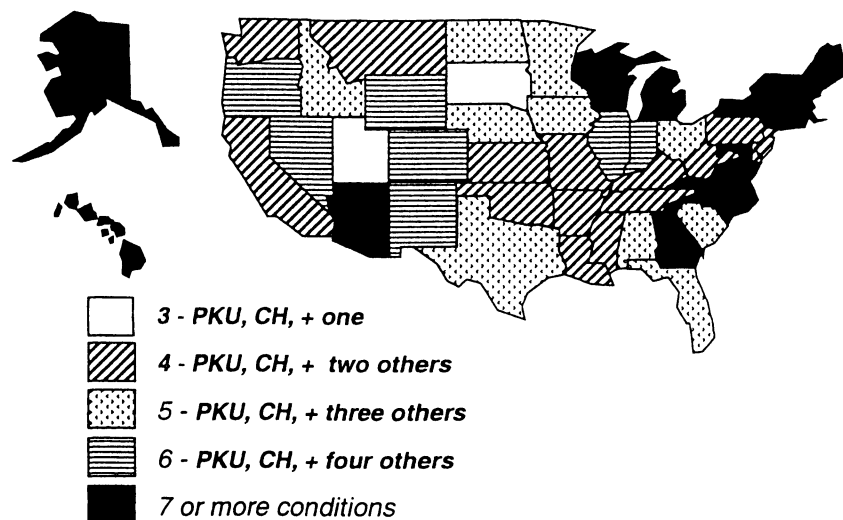 3 - PKU, CH, + one
4 - PKU, CH, + two others
5 - PKU, CH, + three others
6 - PKU, CH, + four others
7 or more conditions